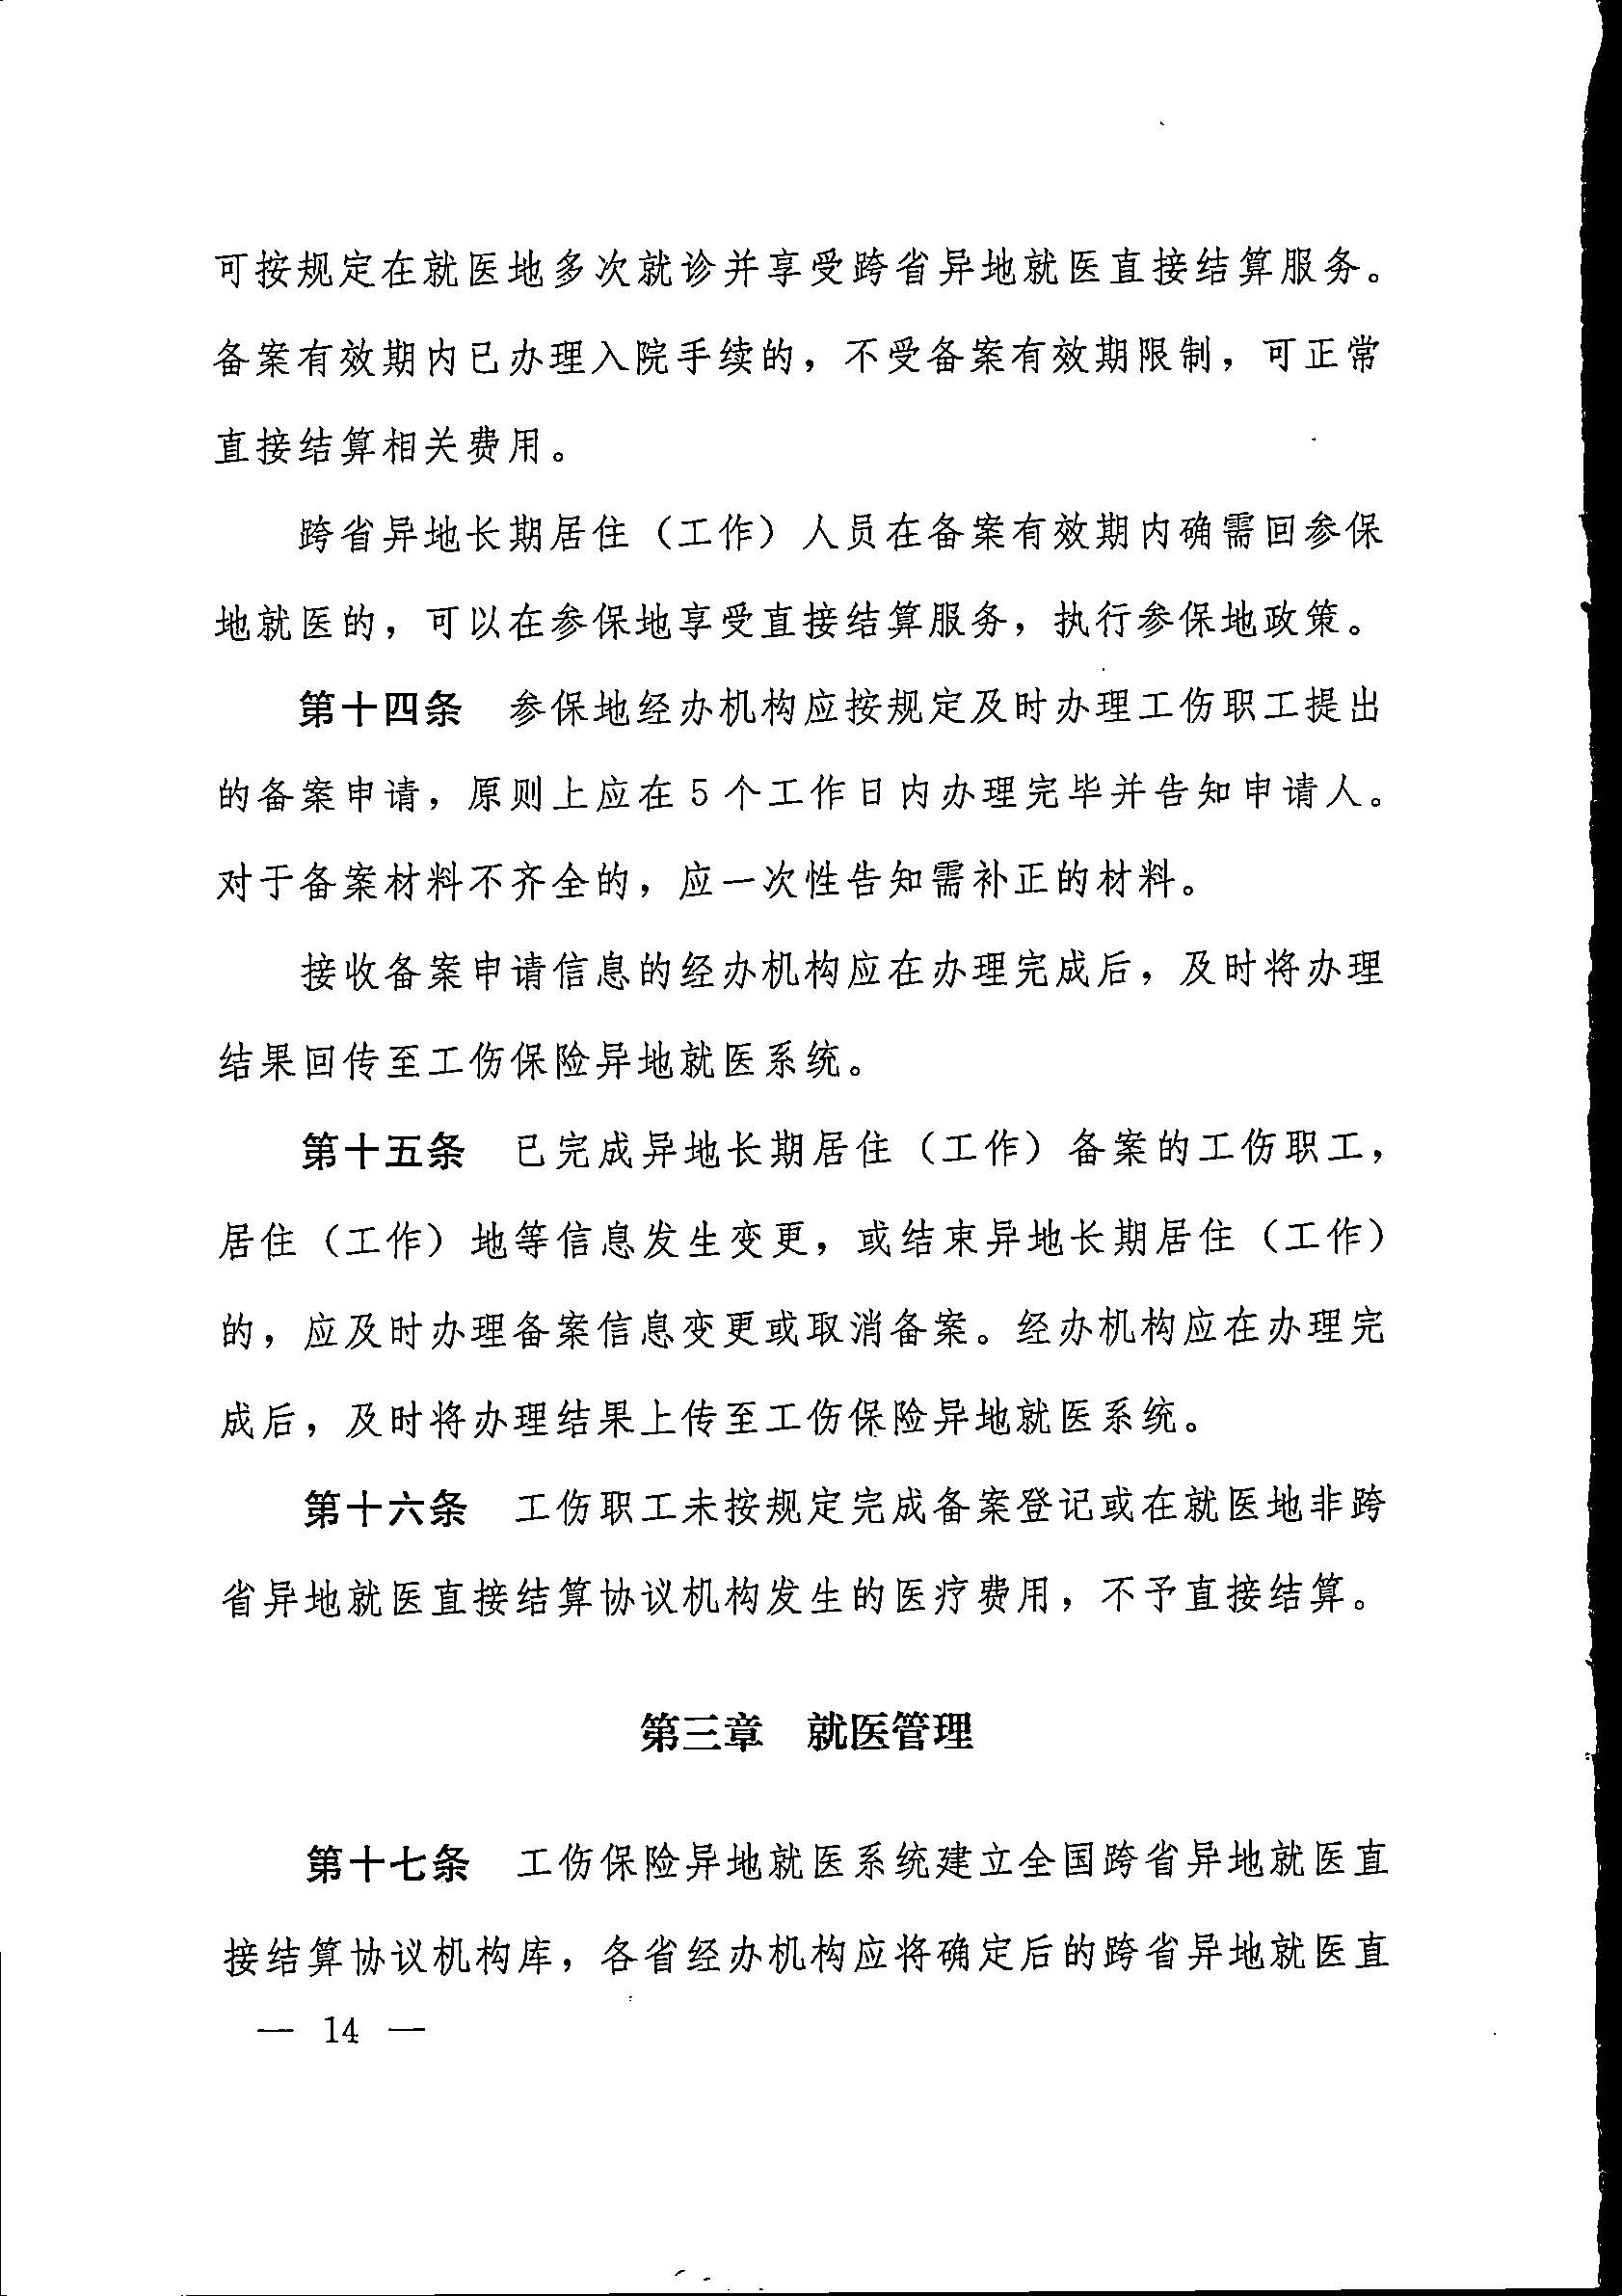 可按规定在就医地多次就诊并享受跨省异地就医直接结算服务。
备案有效期内已办理入院手续的，不受备案有效期限制，可正常
直接结算相关费用。
跨省异地长期居住（工作）人员在备案有效期内确需回参保
地就医的，可以在参保地享受直接结算服务，执行参保地政策。
第十四条　参保地经办机构应按规定及时办理工伤职工提出
的备案申请，原则上应在 5 个工作日内办理完毕并告知申请人。
对于备案材料不齐全的，应一次性告知需补正的材料。
接收备案申请信息的经办机构应在办理完成后，及时将办理
结果回传至工伤保险异地就医系统。
第十五条　已完成异地长期居住（工作）备案的工伤职工，
居住（工作）地等信息发生变更，或结束异地长期居住（工作）
的，应及时办理备案信息变更或取消备案。经办机构应在办理完
成后，及时将办理结果上传至工伤保险异地就医系统。
第十六条　工伤职工未按规定完成备案登记或在就医地非跨
省异地就医直接结算协议机构发生的医疗费用，不予直接结算。
第三章　就医管理
第十七条　工伤保险异地就医系统建立全国跨省异地就医直
接结算协议机构库，各省经办机构应将确定后的跨省异地就医直
— 14 —